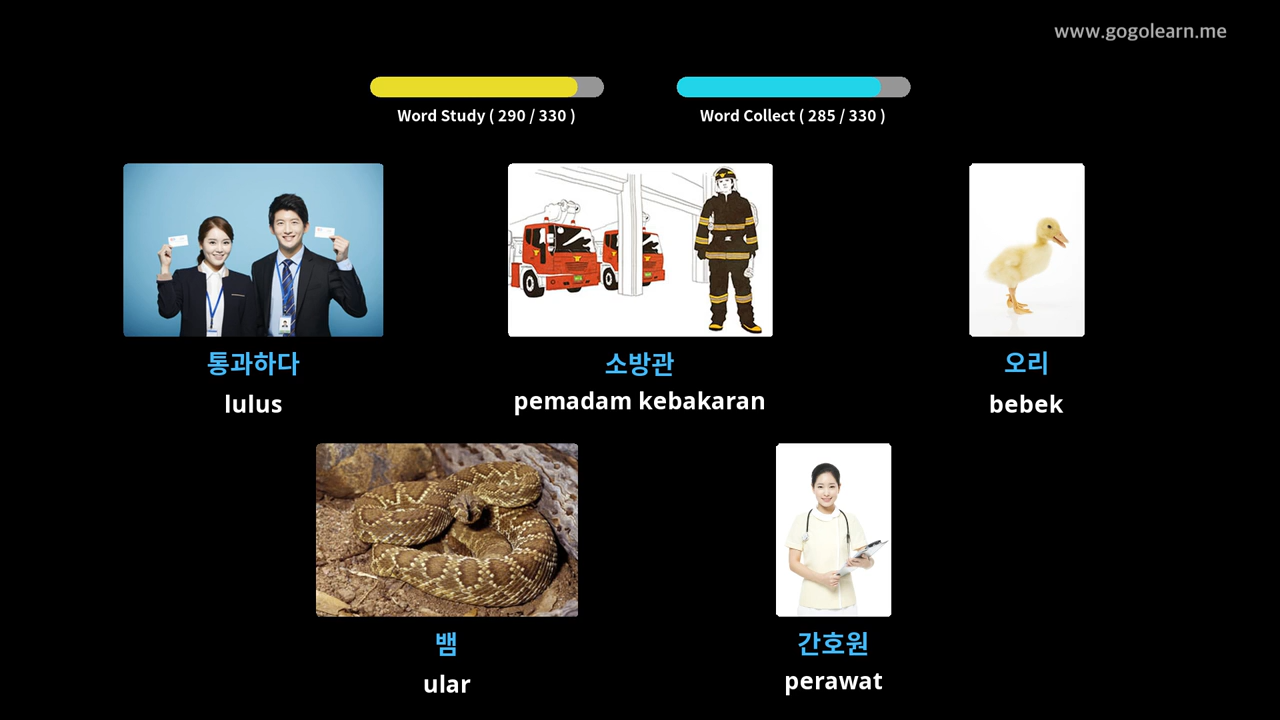 www.gogolearn.me
Word Study ( 290 / 330 )
Word Collect ( 285 / 330 )
통과하다
lulus
소방관
pemadam kebakaran
오리
bebek
뱀
ular
간호원
perawat